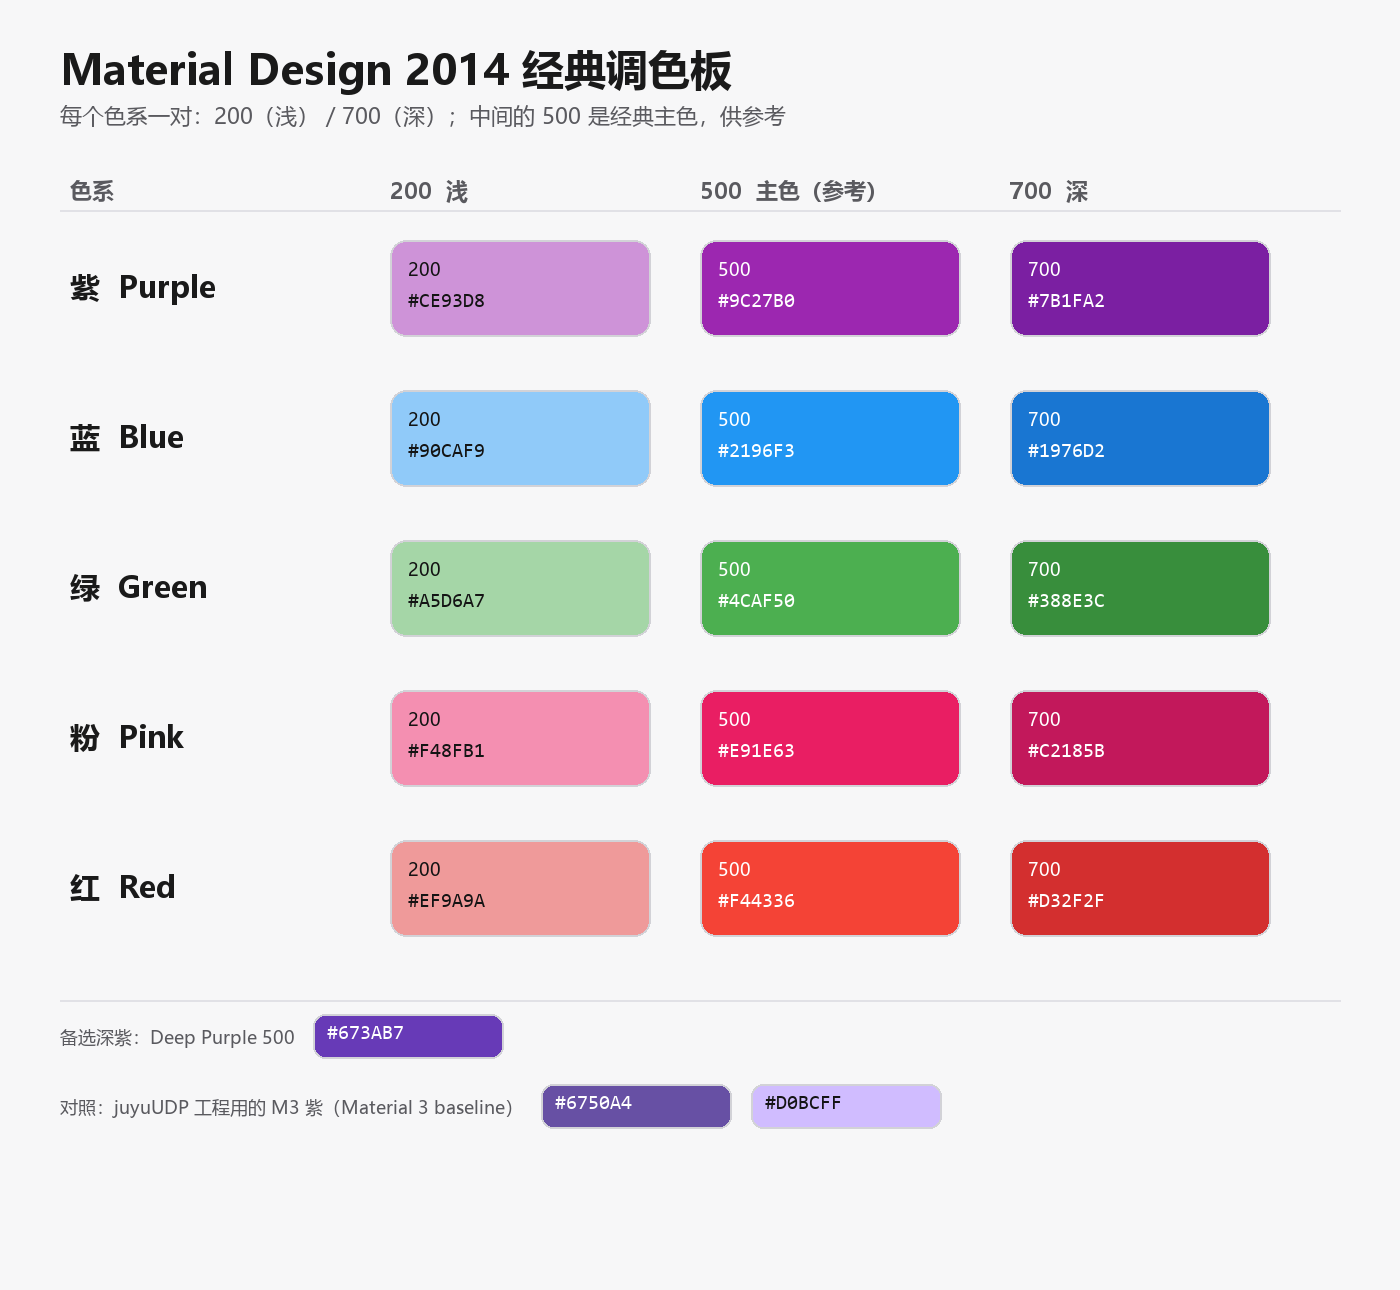 Material Design 2014 经典调色板
每个色系一对：200（浅） / 700（深）；中间的 500 是经典主色，供参考
色系 200 浅 500 主色（参考） 700 深
200 500 700
紫 Purple
#CE93D8 #9C27B0 #7B1FA2
200 500 700
蓝 Blue
#90CAF9 #2196F3 #1976D2
200 500 700
绿 Green
#A5D6A7 #4CAF50 #388E3C
200 500 700
粉 Pink
#F48FB1 #E91E63 #C2185B
200 500 700
红 Red
#EF9A9A #F44336 #D32F2F
备选深紫：Deep Purple 500 #673AB7
对照：juyuUDP 工程用的 M3 紫（Material 3 baseline） #6750A4 #D0BCFF